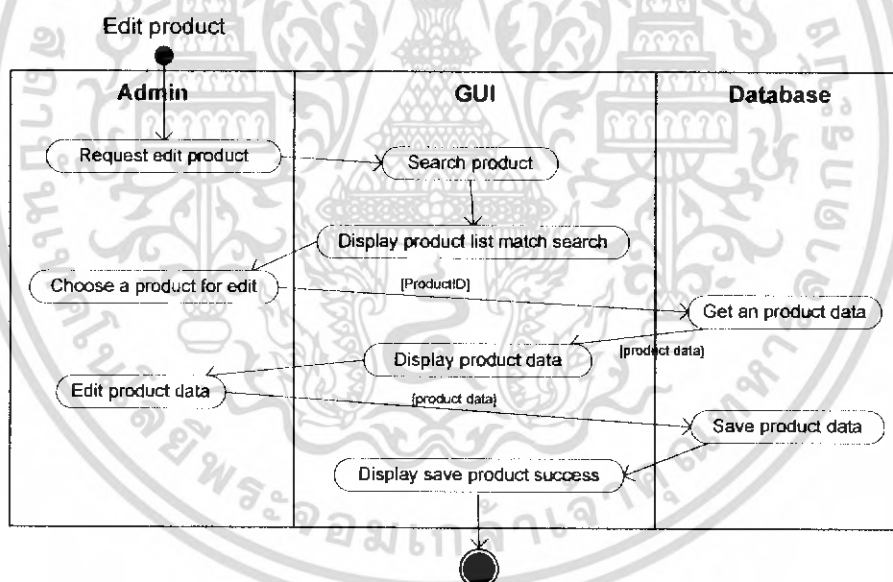 Edit product
Admin
GUI
Database
Request edit product
Search product
Display product list match search
Choose a product for edit
[ProductID]
Get an product data
[product data]
Display product data
Edit product data
[product data]
Save product data
Display save product success